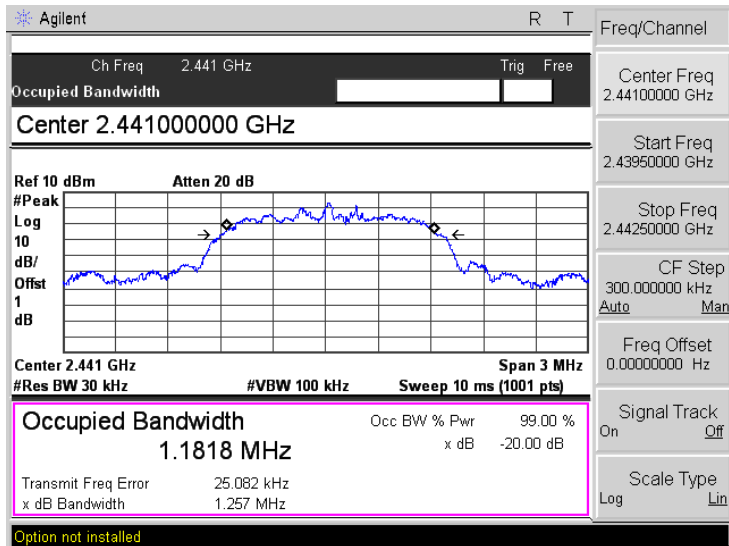 Agilent R T
Ch Freq 2.441 GHz Trig Free
Occupied Bandwidth
Center 2.441000000 GHz
Ref 10 dBm Atten 20 dB
#Peak
Log
10
dB/
Offst
1
dB
Center 2.441 GHz Span 3 MHz
#Res BW 30 kHz #VBW 100 kHz Sweep 10 ms (1001 pts)
Occupied Bandwidth Occ BW % Pwr 99.00 %
1.1818 MHz x dB -20.00 dB
Transmit Freq Error 25.082 kHz
x dB Bandwidth 1.257 MHz
Option not installed
Freq/Channel
Center Freq
2.44100000 GHz
Start Freq
2.43950000 GHz
Stop Freq
2.44250000 GHz
CF Step
300.000000 kHz
Auto Man
Freq Offset
0.00000000 Hz
Signal Track
On Off
Scale Type
Log Lin